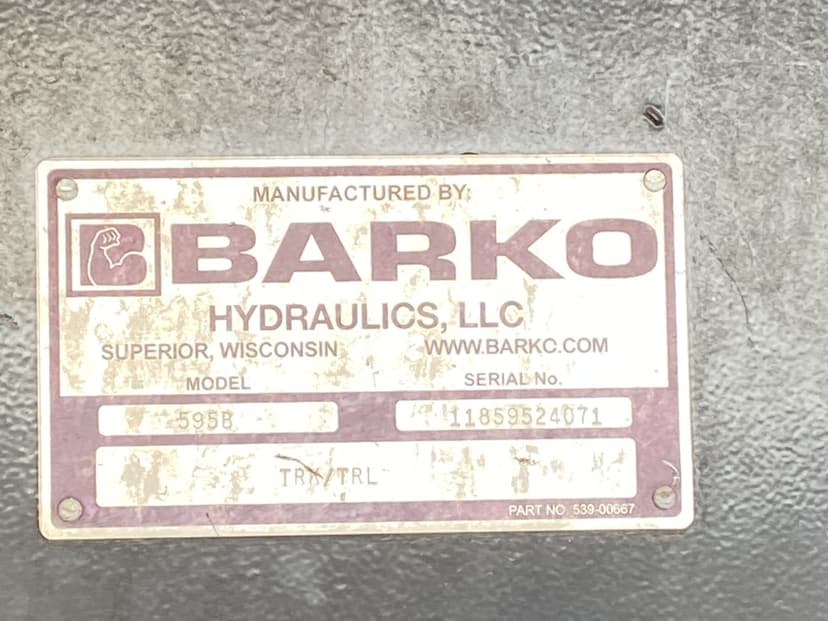 MANUFACTURED BY:
BARKO
HYDRAULICS, LLC
SUPERIOR, WISCONSIN WWW.BARKO.COM
MODEL SERIAL No.
595B 11859524071
TRK/TRL
PART NO. 539-00667